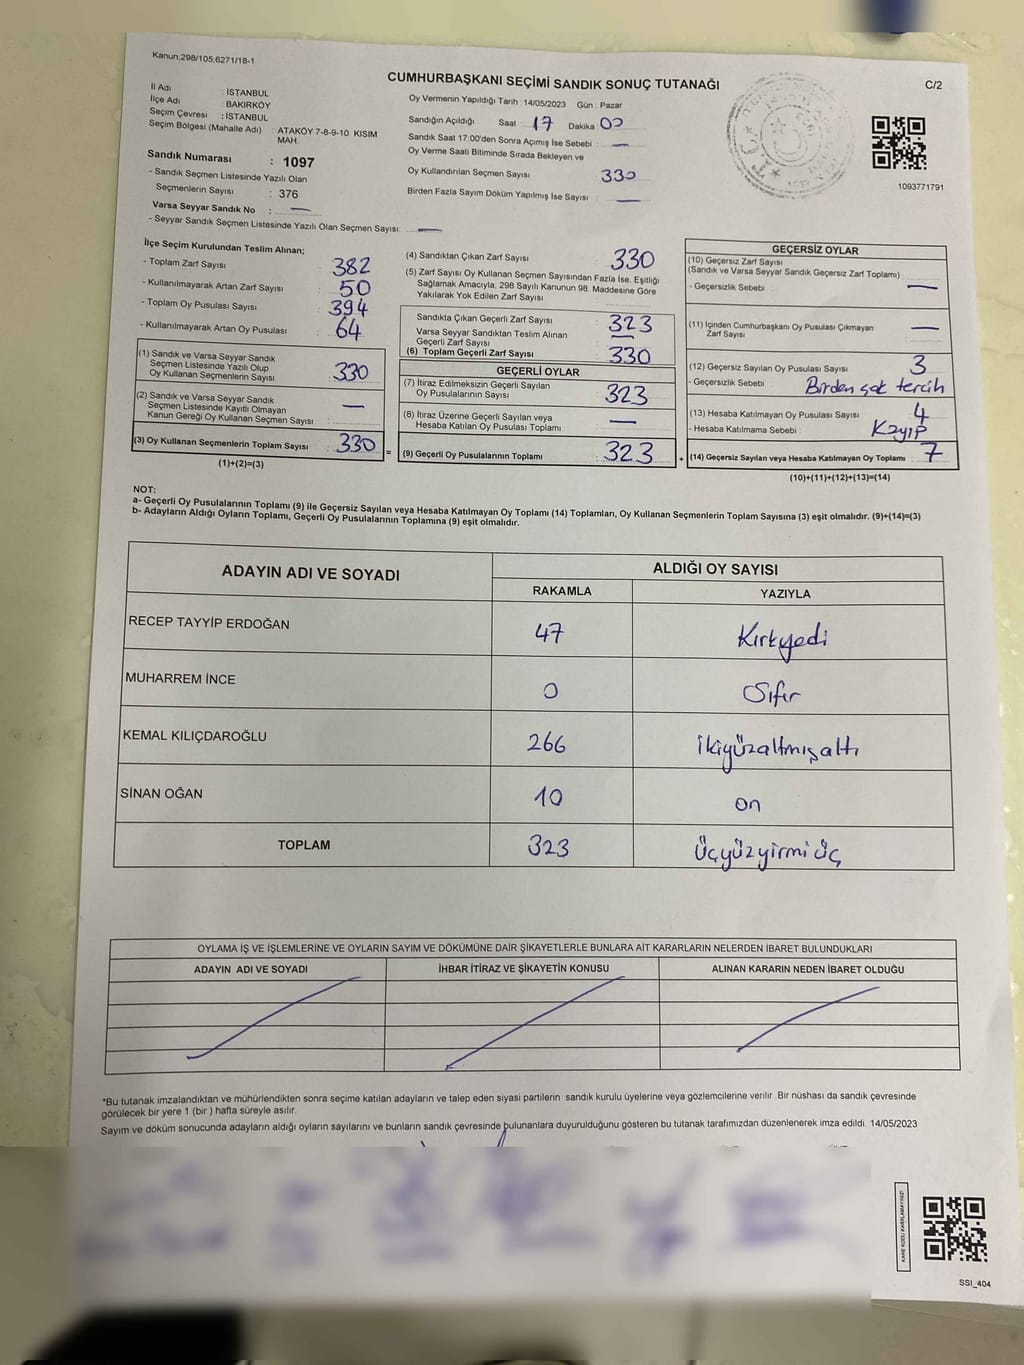 Kanun,298/105,6271/18-1
CUMHURBAŞKANI SEÇİMİ SANDIK SONUÇ TUTANAĞI
C/2
İl Adı : İSTANBUL
İlçe Adı : BAKIRKÖY
Seçim Çevresi : İSTANBUL
Seçim Bölgesi (Mahalle Adı) : ATAKÖY 7-8-9-10 KISIM MAH.
Sandık Numarası : 1097
- Sandık Seçmen Listesinde Yazılı Olan
Seçmenlerin Sayısı : 376
Varsa Seyyar Sandık No : —
- Seyyar Sandık Seçmen Listesinde Yazılı Olan Seçmen Sayısı: —
Oy Vermenin Yapıldığı Tarih : 14/05/2023 Gün : Pazar
Sandığın Açıldığı Saat : 17 Dakika : 00
Sandık Saat 17:00'den Sonra Açımış İse Sebebi : —
Oy Verme Saati Bitiminde Sırada Bekleyen ve
Oy Kullandırılan Seçmen Sayısı : 330
Birden Fazla Sayım Döküm Yapılmış İse Sayısı : —
1093771791
İlçe Seçim Kurulundan Teslim Alınan;
- Toplam Zarf Sayısı : 382
- Kullanılmayarak Artan Zarf Sayısı : 50
- Toplam Oy Pusulası Sayısı : 394
- Kullanılmayarak Artan Oy Pusulası : 64
(1) Sandık ve Varsa Seyyar Sandık
Seçmen Listesinde Yazılı Olup
Oy Kullanan Seçmenlerin Sayısı : 330
(2) Sandık ve Varsa Seyyar Sandık
Seçmen Listesinde Kayıtlı Olmayan
Kanun Gereği Oy Kullanan Seçmen Sayısı : —
(3) Oy Kullanan Seçmenlerin Toplam Sayısı : 330
(1)+(2)=(3)
=
(4) Sandıktan Çıkan Zarf Sayısı : 330
(5) Zarf Sayısı Oy Kullanan Seçmen Sayısından Fazla İse, Eşitliği
Sağlamak Amacıyla, 298 Sayılı Kanunun 98. Maddesine Göre
Yakılarak Yok Edilen Zarf Sayısı :
Sandıkta Çıkan Geçerli Zarf Sayısı : 323
Varsa Seyyar Sandıktan Teslim Alınan
Geçerli Zarf Sayısı : —
(6) Toplam Geçerli Zarf Sayısı : 330
GEÇERLİ OYLAR
(7) İtiraz Edilmeksizin Geçerli Sayılan
Oy Pusulalarının Sayısı : 323
(8) İtiraz Üzerine Geçerli Sayılan veya
Hesaba Katılan Oy Pusulası Toplamı : —
(9) Geçerli Oy Pusulalarının Toplamı : 323
+
GEÇERSİZ OYLAR
(10) Geçersiz Zarf Sayısı
(Sandık ve Varsa Seyyar Sandık Geçersiz Zarf Toplamı) :
- Geçersizlik Sebebi : —
(11) İçinden Cumhurbaşkanı Oy Pusulası Çıkmayan
Zarf Sayısı : —
(12) Geçersiz Sayılan Oy Pusulası Sayısı : 3
- Geçersizlik Sebebi : Birden çok tercih
(13) Hesaba Katılmayan Oy Pusulası Sayısı : 4
- Hesaba Katılmama Sebebi : Kayıp
(14) Geçersiz Sayılan veya Hesaba Katılmayan Oy Toplamı : 7
(10)+(11)+(12)+(13)=(14)
NOT:
a- Geçerli Oy Pusulalarının Toplamı (9) ile Geçersiz Sayılan veya Hesaba Katılmayan Oy Toplamı (14) Toplamları, Oy Kullanan Seçmenlerin Toplam Sayısına (3) eşit olmalıdır. (9)+(14)=(3)
b- Adayların Aldığı Oyların Toplamı, Geçerli Oy Pusulalarının Toplamına (9) eşit olmalıdır.
ADAYIN ADI VE SOYADI
ALDIĞI OY SAYISI
RAKAMLA YAZIYLA
RECEP TAYYİP ERDOĞAN 47 Kırkyedi
MUHARREM İNCE 0 Sıfır
KEMAL KILIÇDAROĞLU 266 ikiyüzaltmışaltı
SİNAN OĞAN 10 on
TOPLAM 323 Üçyüzyirmi üç
OYLAMA İŞ VE İŞLEMLERİNE VE OYLARIN SAYIM VE DÖKÜMÜNE DAİR ŞİKAYETLERLE BUNLARA AİT KARARLARIN NELERDEN İBARET BULUNDUKLARI
ADAYIN ADI VE SOYADI İHBAR İTİRAZ VE ŞİKAYETİN KONUSU ALINAN KARARIN NEDEN İBARET OLDUĞU
*Bu tutanak imzalandıktan ve mühürlendikten sonra seçime katılan adayların ve talep eden siyasi partilerin sandık kurulu üyelerine veya gözlemcilerine verilir. Bir nüshası da sandık çevresinde
görülecek bir yere 1 (bir ) hafta süreyle asılır.
Sayım ve döküm sonucunda adayların aldığı oyların sayılarını ve bunların sandık çevresinde bulunanlara duyurulduğunu gösteren bu tutanak tarafımızdan düzenlenerek imza edildi. 14/05/2023
KARE KODU KARALAMAYINIZ!
SSI_404